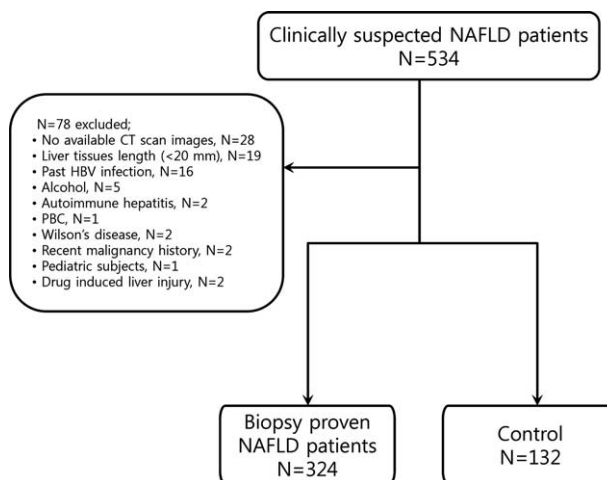 Clinically suspected NAFLD patients
N=534
N=78 excluded;
• No available CT scan images, N=28
• Liver tissues length (<20 mm), N=19
• Past HBV infection, N=16
• Alcohol, N=5
• Autoimmune hepatitis, N=2
• PBC, N=1
• Wilson's disease, N=2
• Recent malignancy history, N=2
• Pediatric subjects, N=1
• Drug induced liver injury, N=2
Biopsy proven
NAFLD patients
N=324
Control
N=132